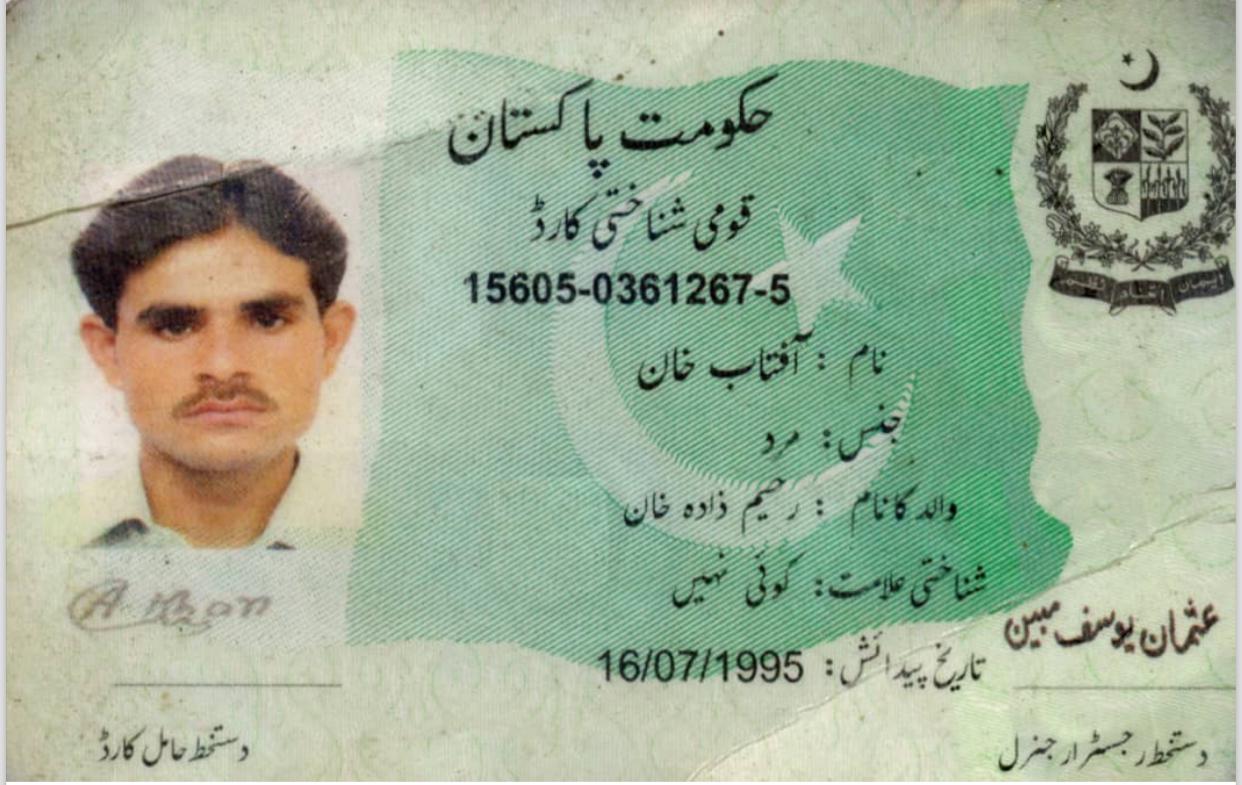 حکومت پاکستان
قومی شناختی کارڈ
15605-0361267-5
نام : آفتاب خان
جنس: مرد
والد کا نام : رحیم ذادہ خان
شناختی علامت: کوئی نہیں
تاریخ پیدائش: 16/07/1995
A Khan
دستخط حامل کارڈ
عثمان یوسف مبین
دستخط رجسٹرار جنرل
ایمان اتحاد تنظیم